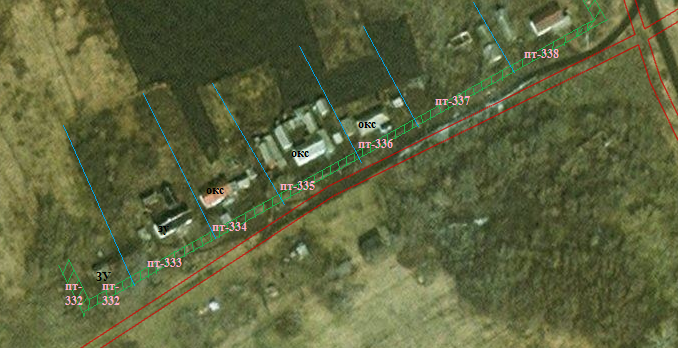 пт-338
пт-337
окс
пт-336
окс
пт-335
окс
пт-334
зу
пт-333
ЗУ
пт-
332
пт-
332